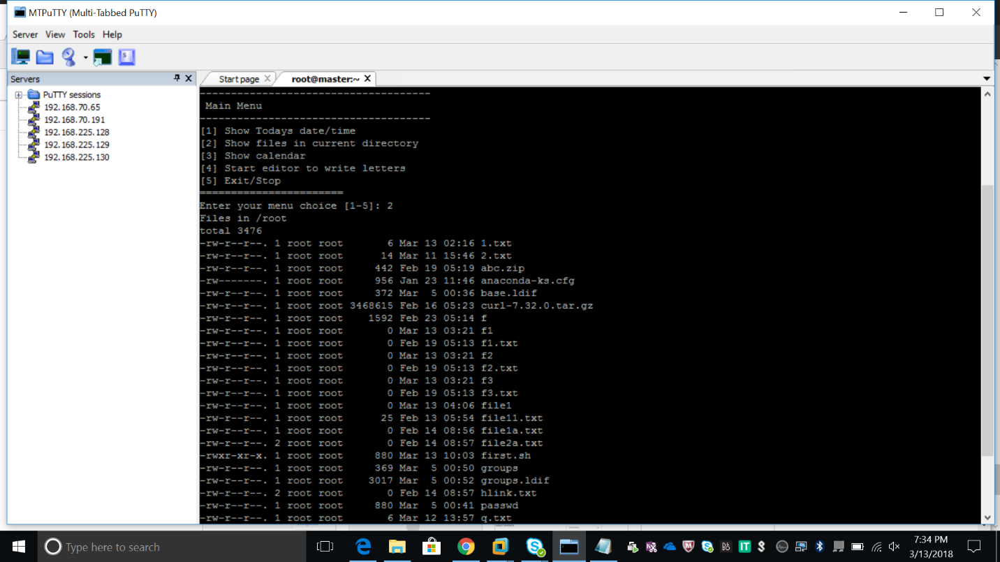 MTPuTTY (Multi-Tabbed PuTTY)
Server View Tools Help
Servers
Start page
root@master:~
PuTTY sessions
192.168.70.65
192.168.70.191
192.168.225.128
192.168.225.129
192.168.225.130
-------------------------------------
Main Menu
-------------------------------------
[1] Show Todays date/time
[2] Show files in current directory
[3] Show calendar
[4] Start editor to write letters
[5] Exit/Stop
=======================
Enter your menu choice [1-5]: 2
Files in /root
total 3476
-rw-r--r--. 1 root root       6 Mar 13 02:16 1.txt
-rw-r--r--. 1 root root      14 Mar 11 15:46 2.txt
-rw-r--r--. 1 root root     442 Feb 19 05:19 abc.zip
-rw-------. 1 root root     956 Jan 23 11:46 anaconda-ks.cfg
-rw-r--r--. 1 root root     372 Mar  5 00:36 base.ldif
-rw-r--r--. 1 root root 3468615 Feb 16 05:23 curl-7.32.0.tar.gz
-rw-r--r--. 1 root root    1592 Feb 23 05:14 f
-rw-r--r--. 1 root root       0 Mar 13 03:21 f1
-rw-r--r--. 1 root root       0 Feb 19 05:13 f1.txt
-rw-r--r--. 1 root root       0 Mar 13 03:21 f2
-rw-r--r--. 1 root root       0 Feb 19 05:13 f2.txt
-rw-r--r--. 1 root root       0 Mar 13 03:21 f3
-rw-r--r--. 1 root root       0 Feb 19 05:13 f3.txt
-rw-r--r--. 1 root root       0 Mar 13 04:06 file1
-rw-r--r--. 1 root root      25 Feb 13 05:54 file11.txt
-rw-r--r--. 1 root root       0 Feb 14 08:56 file1a.txt
-rw-r--r--. 2 root root       0 Feb 14 08:57 file2a.txt
-rwxr-xr-x. 1 root root     880 Mar 13 10:03 first.sh
-rw-r--r--. 1 root root     369 Mar  5 00:50 groups
-rw-r--r--. 1 root root    3017 Mar  5 00:52 groups.ldif
-rw-r--r--. 2 root root       0 Feb 14 08:57 hlink.txt
-rw-r--r--. 1 root root     880 Mar  5 00:41 passwd
-rw-r--r--. 1 root root       6 Mar 12 13:57 q.txt
Type here to search
IT
7:34 PM
3/13/2018